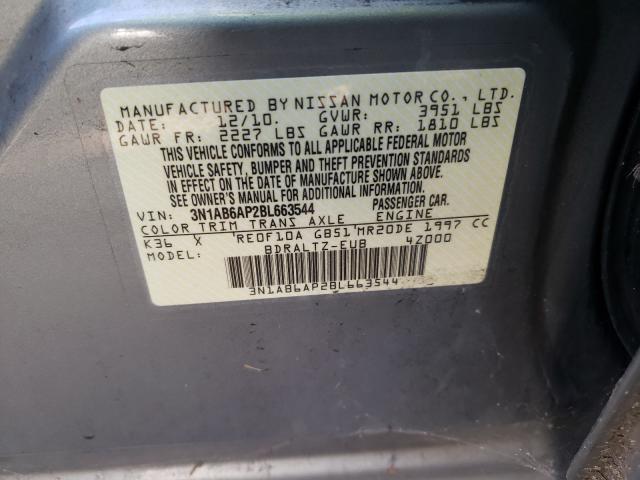 MANUFACTURED BY NISSAN MOTOR CO., LTD.
DATE: 12/10. GVWR: 3951 LBS
GAWR FR: 2227 LBS GAWR RR: 1810 LBS
THIS VEHICLE CONFORMS TO ALL APPLICABLE FEDERAL MOTOR
VEHICLE SAFETY, BUMPER AND THEFT PREVENTION STANDARDS
IN EFFECT ON THE DATE OF MANUFACTURE SHOWN ABOVE.
SEE OWNER'S MANUAL FOR ADDITIONAL INFORMATION.
VIN: 3N1AB6AP2BL663544 PASSENGER CAR.
COLOR TRIM TRANS AXLE ENGINE
K36 X RE0F10A GB51 MR20DE 1997 CC
MODEL: BDRALTZ-EUB 4Z000
3N1AB6AP2BL663544